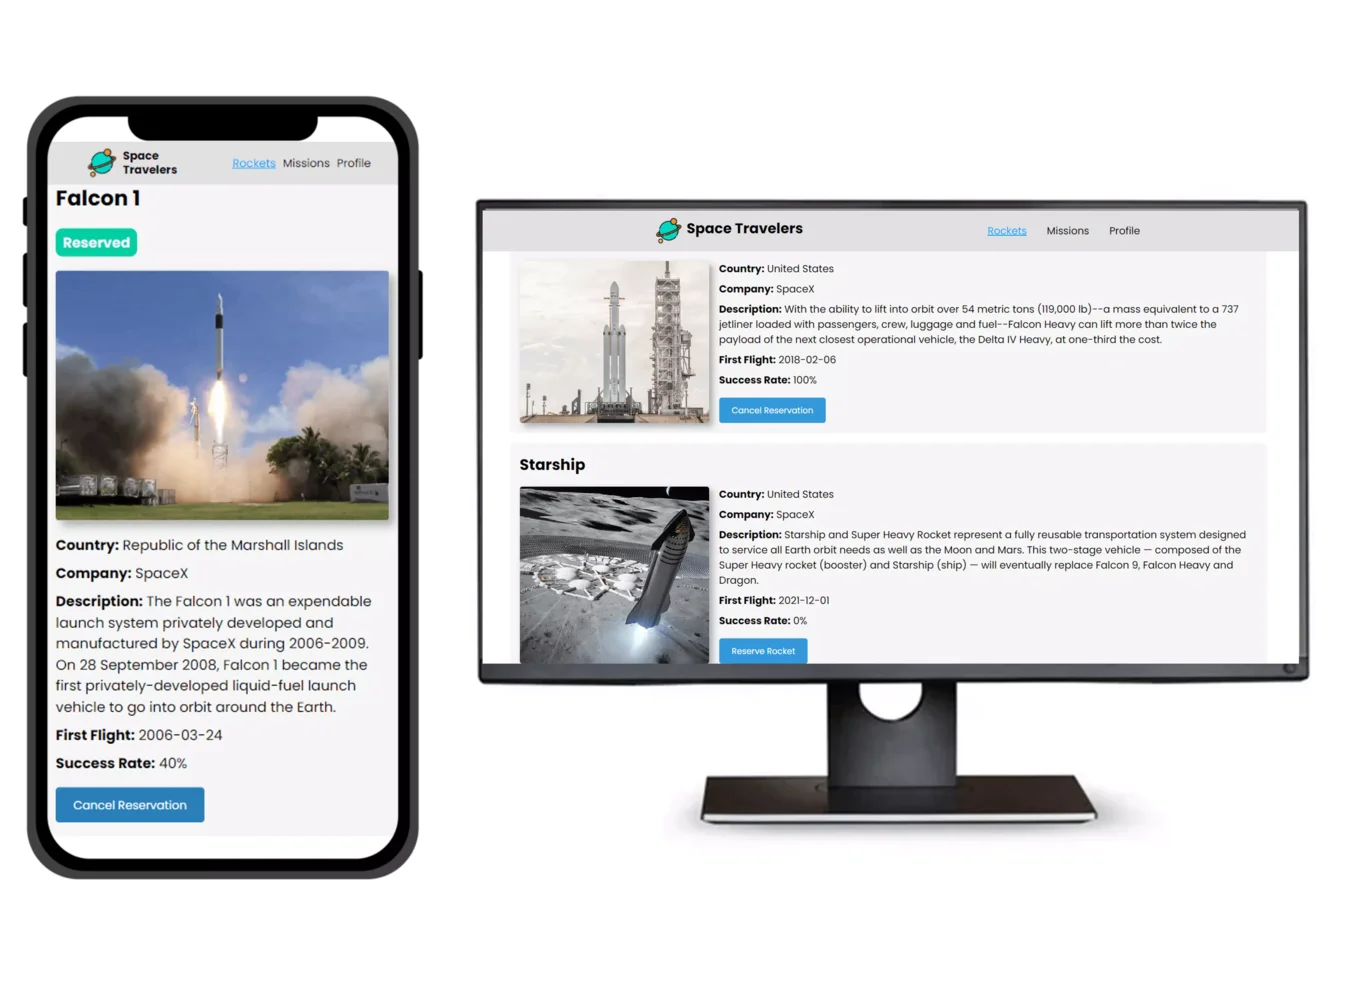 Space
Travelers
Rockets Missions Profile
Falcon 1
Reserved
Country: Republic of the Marshall Islands
Company: SpaceX
Description: The Falcon 1 was an expendable
launch system privately developed and
manufactured by SpaceX during 2006-2009.
On 28 September 2008, Falcon 1 became the
first privately-developed liquid-fuel launch
vehicle to go into orbit around the Earth.
First Flight: 2006-03-24
Success Rate: 40%
Cancel Reservation
Space Travelers
Rockets Missions Profile
Country: United States
Company: SpaceX
Description: With the ability to lift into orbit over 54 metric tons (119,000 lb)--a mass equivalent to a 737
jetliner loaded with passengers, crew, luggage and fuel--Falcon Heavy can lift more than twice the
payload of the next closest operational vehicle, the Delta IV Heavy, at one-third the cost.
First Flight: 2018-02-06
Success Rate: 100%
Cancel Reservation
Starship
Country: United States
Company: SpaceX
Description: Starship and Super Heavy Rocket represent a fully reusable transportation system designed
to service all Earth orbit needs as well as the Moon and Mars. This two-stage vehicle — composed of the
Super Heavy rocket (booster) and Starship (ship) — will eventually replace Falcon 9, Falcon Heavy and
Dragon.
First Flight: 2021-12-01
Success Rate: 0%
Reserve Rocket